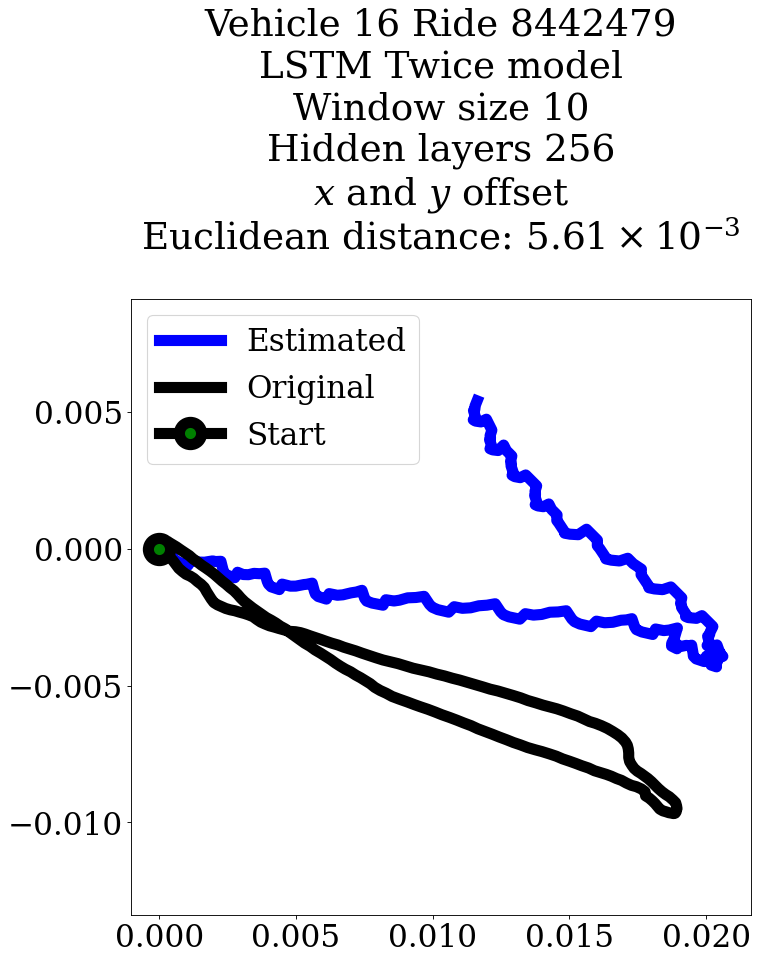 Vehicle 16 Ride 8442479
LSTM Twice model
Window size 10
Hidden layers 256
x and y offset
Euclidean distance: 5.61 × 10⁻³
Estimated
Original
Start
0.005
0.000
−0.005
−0.010
0.000 0.005 0.010 0.015 0.020